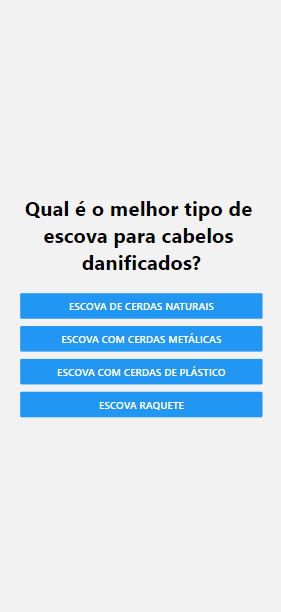 Qual é o melhor tipo de
escova para cabelos
danificados?
ESCOVA DE CERDAS NATURAIS
ESCOVA COM CERDAS METÁLICAS
ESCOVA COM CERDAS DE PLÁSTICO
ESCOVA RAQUETE